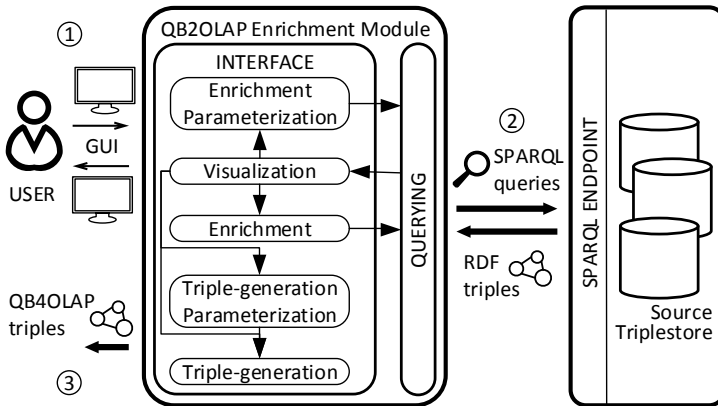 ①
USER
GUI
QB4OLAP
triples
③
QB2OLAP Enrichment Module
INTERFACE
Enrichment
Parameterization
Visualization
Enrichment
Triple-generation
Parameterization
Triple-generation
QUERYING
②
SPARQL
queries
RDF
triples
SPARQL ENDPOINT
Source
Triplestore